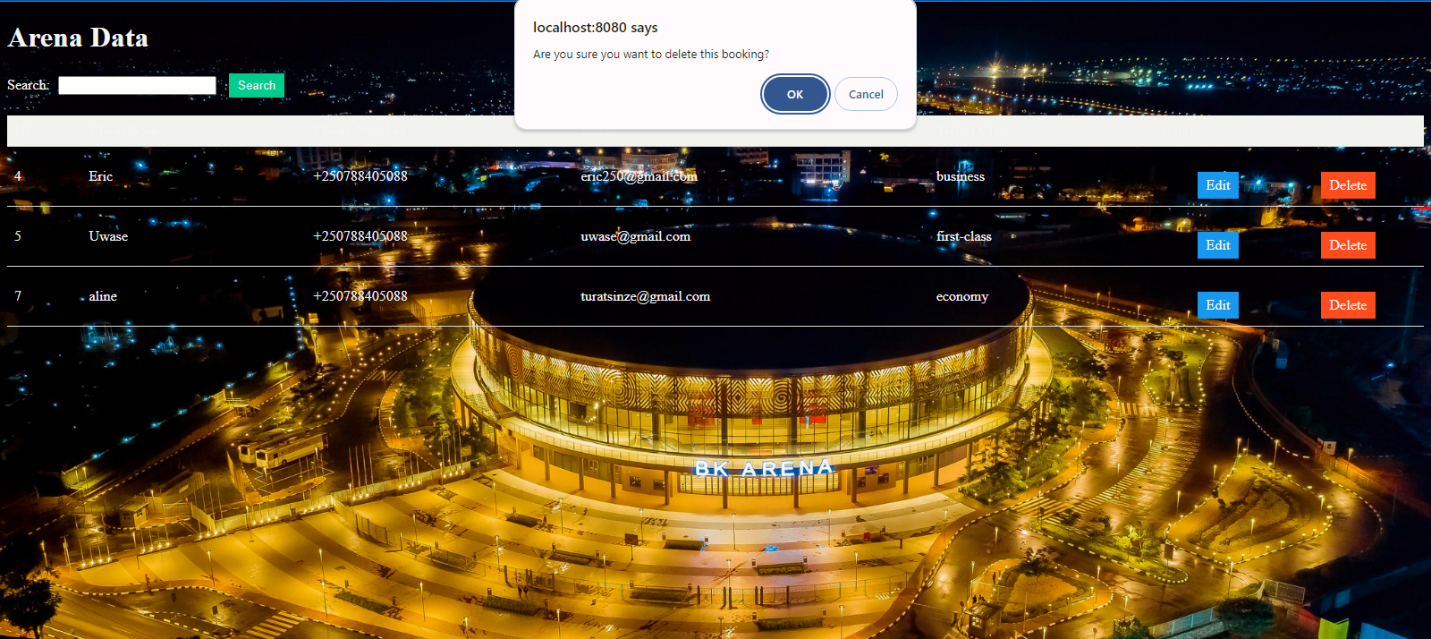 localhost:8080 says
Are you sure you want to delete this booking?
OK Cancel
Arena Data
Search: Search
4 Eric +250788405088 eric250@gmail.com business Edit Delete
5 Uwase +250788405088 uwase@gmail.com first-class Edit Delete
7 aline +250788405088 turatsinze@gmail.com economy Edit Delete
BK ARENA